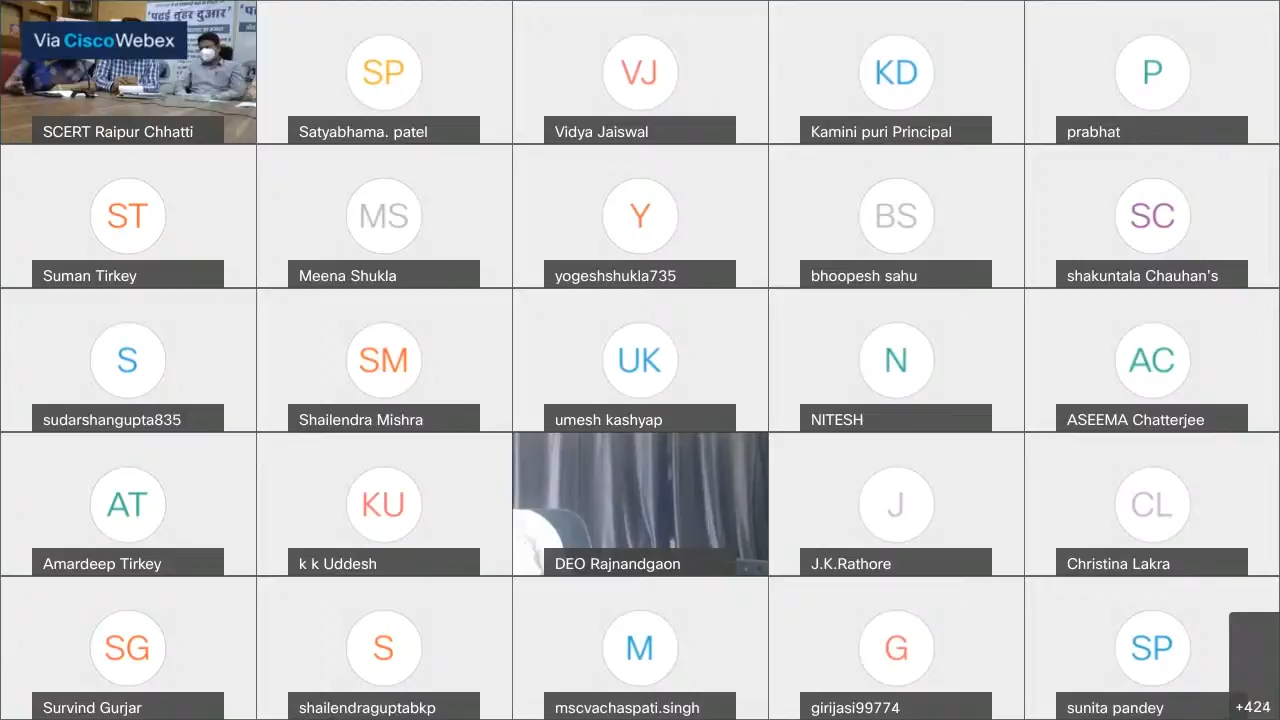 'पढ़ई तुंहर दुआर'
Via CiscoWebex
SCERT Raipur Chhatti
SP
Satyabhama. patel
VJ
Vidya Jaiswal
KD
Kamini puri Principal
P
prabhat
ST
Suman Tirkey
MS
Meena Shukla
Y
yogeshshukla735
BS
bhoopesh sahu
SC
shakuntala Chauhan's
S
sudarshangupta835
SM
Shailendra Mishra
UK
umesh kashyap
N
NITESH
AC
ASEEMA Chatterjee
AT
Amardeep Tirkey
KU
k k Uddesh
DEO Rajnandgaon
J
J.K.Rathore
CL
Christina Lakra
SG
Survind Gurjar
S
shailendraguptabkp
M
mscvachaspati.singh
G
girijasi99774
SP
sunita pandey
+424